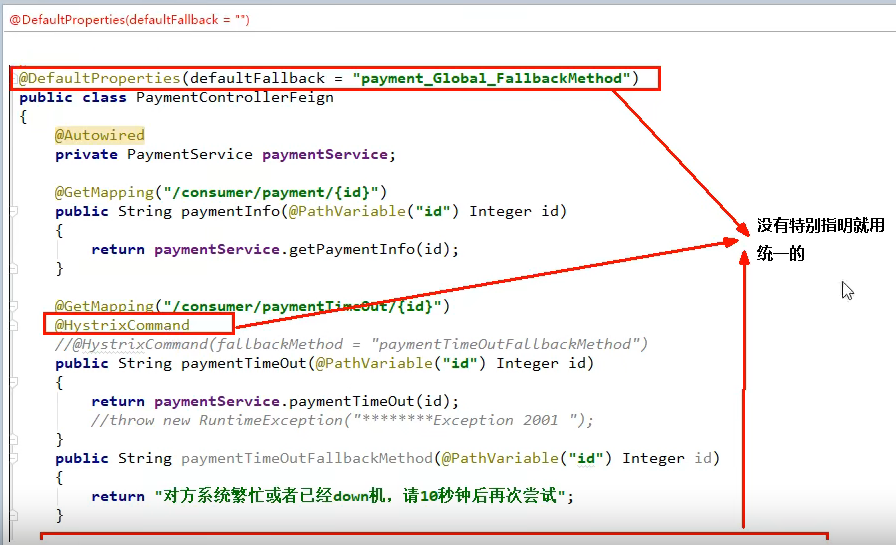 @DefaultProperties(defaultFallback = "")
@DefaultProperties(defaultFallback = "payment_Global_FallbackMethod")
public class PaymentControllerFeign
{
@Autowired
private PaymentService paymentService;
@GetMapping("/consumer/payment/{id}")
public String paymentInfo(@PathVariable("id") Integer id)
{
return paymentService.getPaymentInfo(id);
}
没有特别指明就用
统一的
@GetMapping("/consumer/paymentTimeOut/{id}")
@HystrixCommand
//@HystrixCommand(fallbackMethod = "paymentTimeOutFallbackMethod")
public String paymentTimeOut(@PathVariable("id") Integer id)
{
return paymentService.paymentTimeOut(id);
//throw new RuntimeException("********Exception 2001 ");
}
public String paymentTimeOutFallbackMethod(@PathVariable("id") Integer id)
{
return "对方系统繁忙或者已经down机，请10秒钟后再次尝试";
}